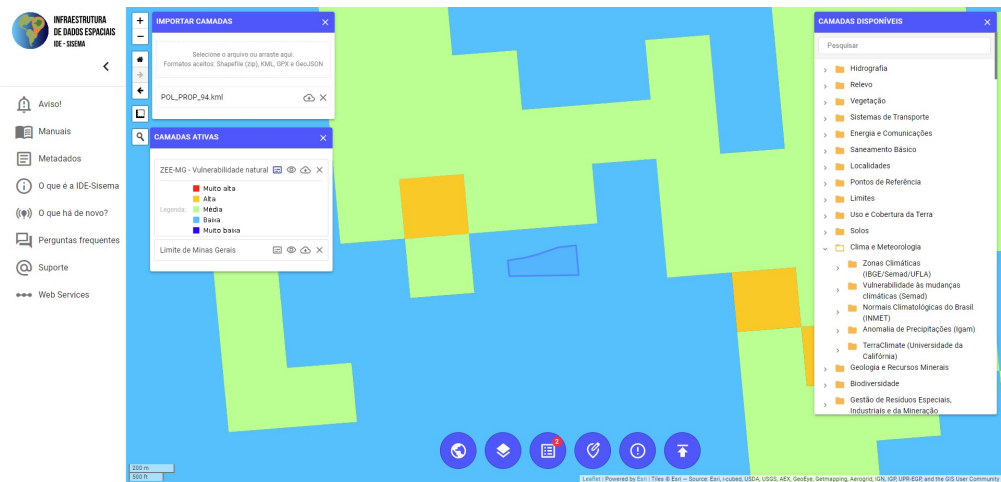 INFRAESTRUTURA
DE DADOS ESPACIAIS
IDE - SISEMA
Aviso!
Manuais
Metadados
O que é a IDE-Sisema
O que há de novo?
Perguntas frequentes
Suporte
Web Services
IMPORTAR CAMADAS
Selecione o arquivo ou arraste aqui.
Formatos aceitos: Shapefile (zip), KML, GPX e GeoJSON
POL_PROP_94.kml
CAMADAS ATIVAS
ZEE-MG - Vulnerabilidade natural
Legenda:
Muito alta
Alta
Média
Baixa
Muito baixa
Limite de Minas Gerais
CAMADAS DISPONÍVEIS
Pesquisar
Hidrografia
Relevo
Vegetação
Sistemas de Transporte
Energia e Comunicações
Saneamento Básico
Localidades
Pontos de Referência
Limites
Uso e Cobertura da Terra
Solos
Clima e Meteorologia
Zonas Climáticas
(IBGE/Semad/UFLA)
Vulnerabilidade às mudanças
climáticas (Semad)
Normais Climatológicas do Brasil
(INMET)
Anomalia de Precipitações (Igam)
TerraClimate (Universidade da
Califórnia)
Geologia e Recursos Minerais
Biodiversidade
Gestão de Resíduos Especiais,
Industriais e da Mineração
2
200 m
500 ft
Leaflet | Powered by Esri | Tiles © Esri — Source: Esri, i-cubed, USDA, USGS, AEX, GeoEye, Getmapping, Aerogrid, IGN, IGP, UPR-EGP, and the GIS User Community